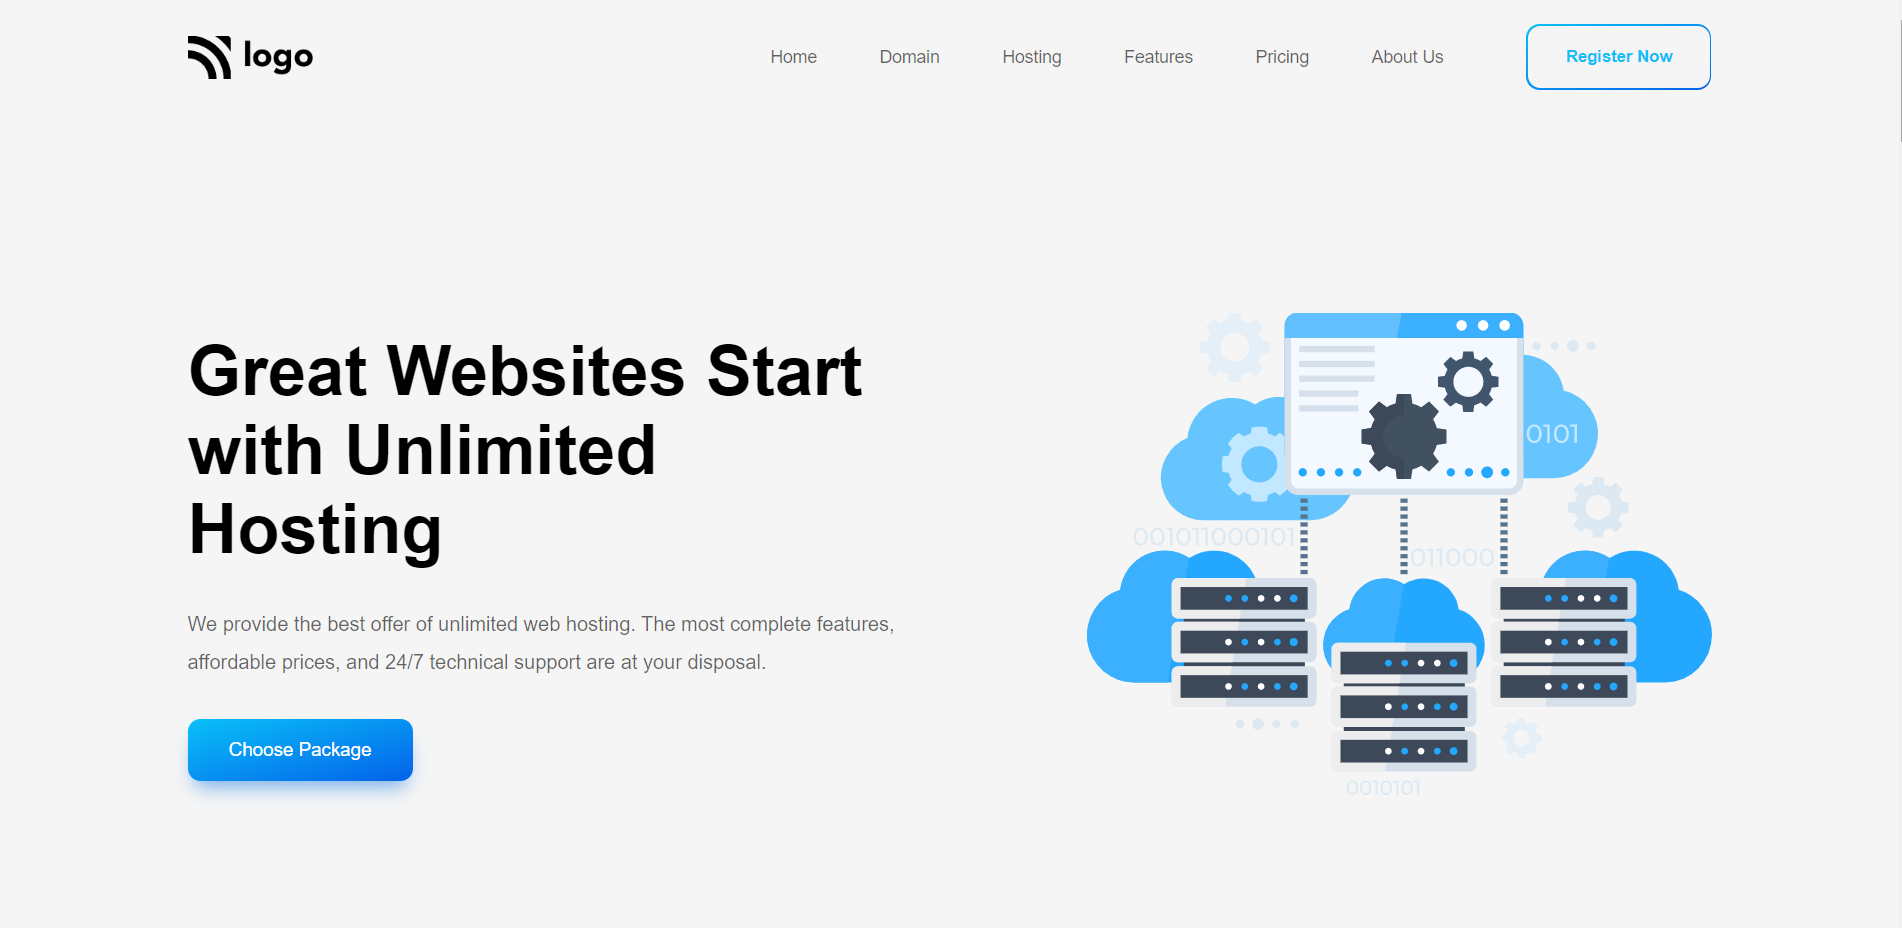 logo
Home Domain Hosting Features Pricing About Us Register Now
Great Websites Start
with Unlimited
Hosting
We provide the best offer of unlimited web hosting. The most complete features,
affordable prices, and 24/7 technical support are at your disposal.
Choose Package
0101
001011000101
011000
0010101